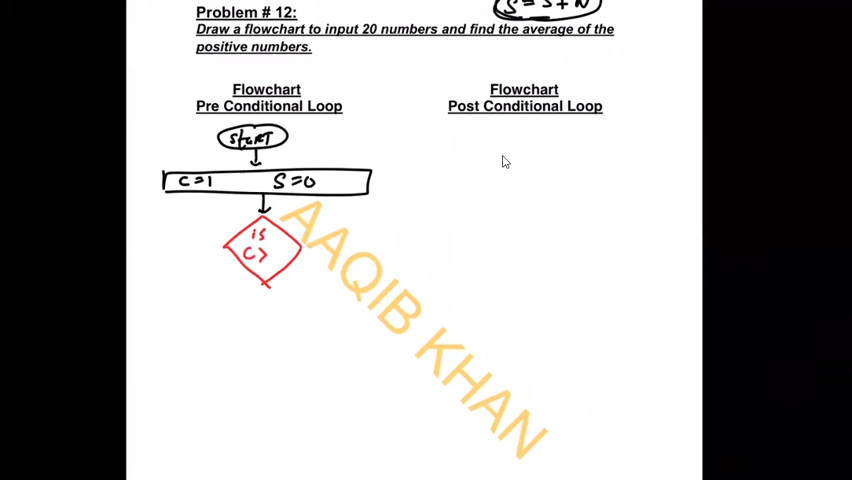 S = S + N
Problem # 12:
Draw a flowchart to input 20 numbers and find the average of the
positive numbers.
Flowchart
Pre Conditional Loop
Flowchart
Post Conditional Loop
START
C=1 S=0
is
C>
AAQIB KHAN